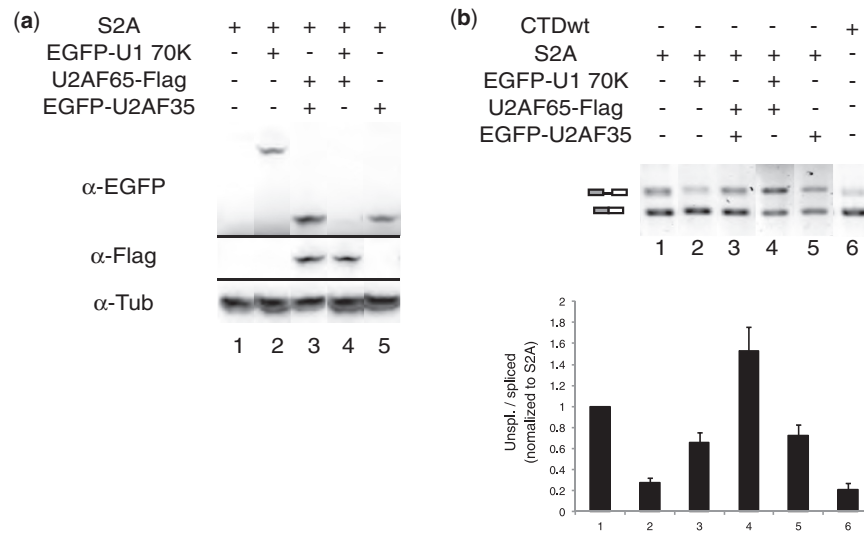 (a)
S2A + + + + +
EGFP-U1 70K - + - + -
U2AF65-Flag - - + + -
EGFP-U2AF35 - - + - +
α-EGFP
α-Flag
α-Tub
1 2 3 4 5
(b)
CTDwt - - - - - +
S2A + + + + + -
EGFP-U1 70K - + - + - -
U2AF65-Flag - - + + - -
EGFP-U2AF35 - - + - + -
1 2 3 4 5 6
Unspl. / spliced
(nomalized to S2A)
2
1.8
1.6
1.4
1.2
1
0.8
0.6
0.4
0.2
0
1 2 3 4 5 6